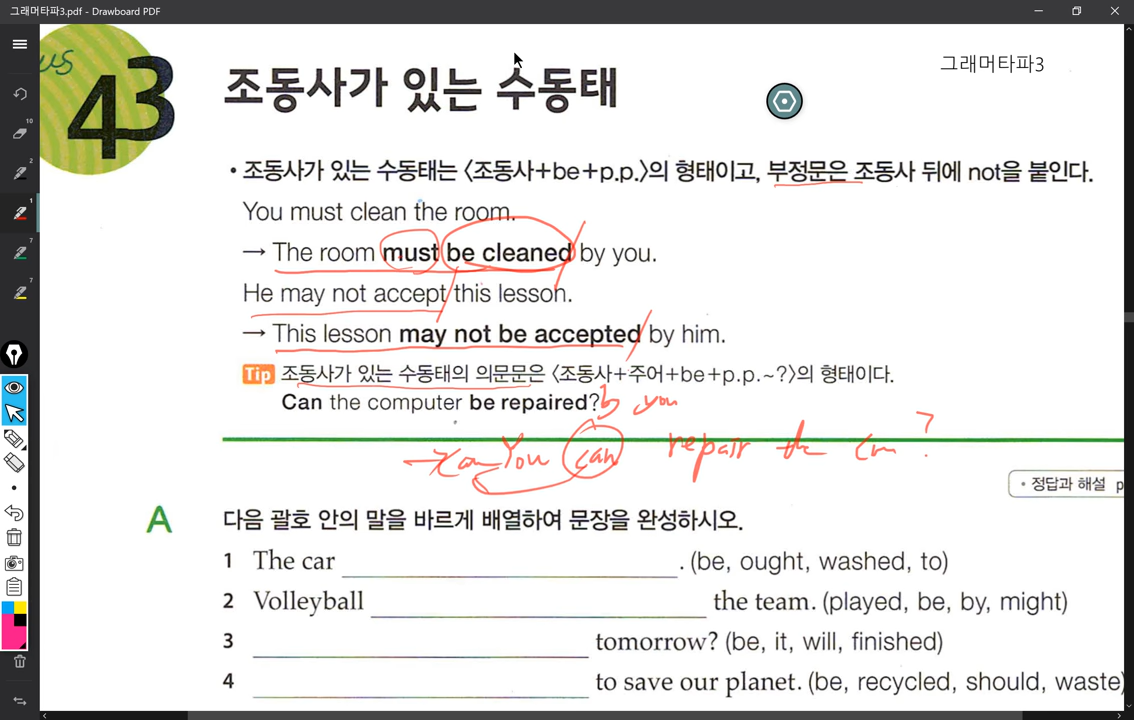 그래머타파3.pdf - Drawboard PDF
그래머타파3
us
43
조동사가 있는 수동태
• 조동사가 있는 수동태는 〈조동사+be+p.p.〉의 형태이고, 부정문은 조동사 뒤에 not을 붙인다.
You must clean the room.
→ The room must be cleaned by you.
He may not accept this lesson.
→ This lesson may not be accepted by him.
Tip 조동사가 있는 수동태의 의문문은 〈조동사+주어+be+p.p.~?〉의 형태이다.
Can the computer be repaired?
you
You can repair the com ?
• 정답과 해설 p
A 다음 괄호 안의 말을 바르게 배열하여 문장을 완성하시오.
1 The car . (be, ought, washed, to)
2 Volleyball the team. (played, be, by, might)
3 tomorrow? (be, it, will, finished)
4 to save our planet. (be, recycled, should, waste)
10
2
1
7
7